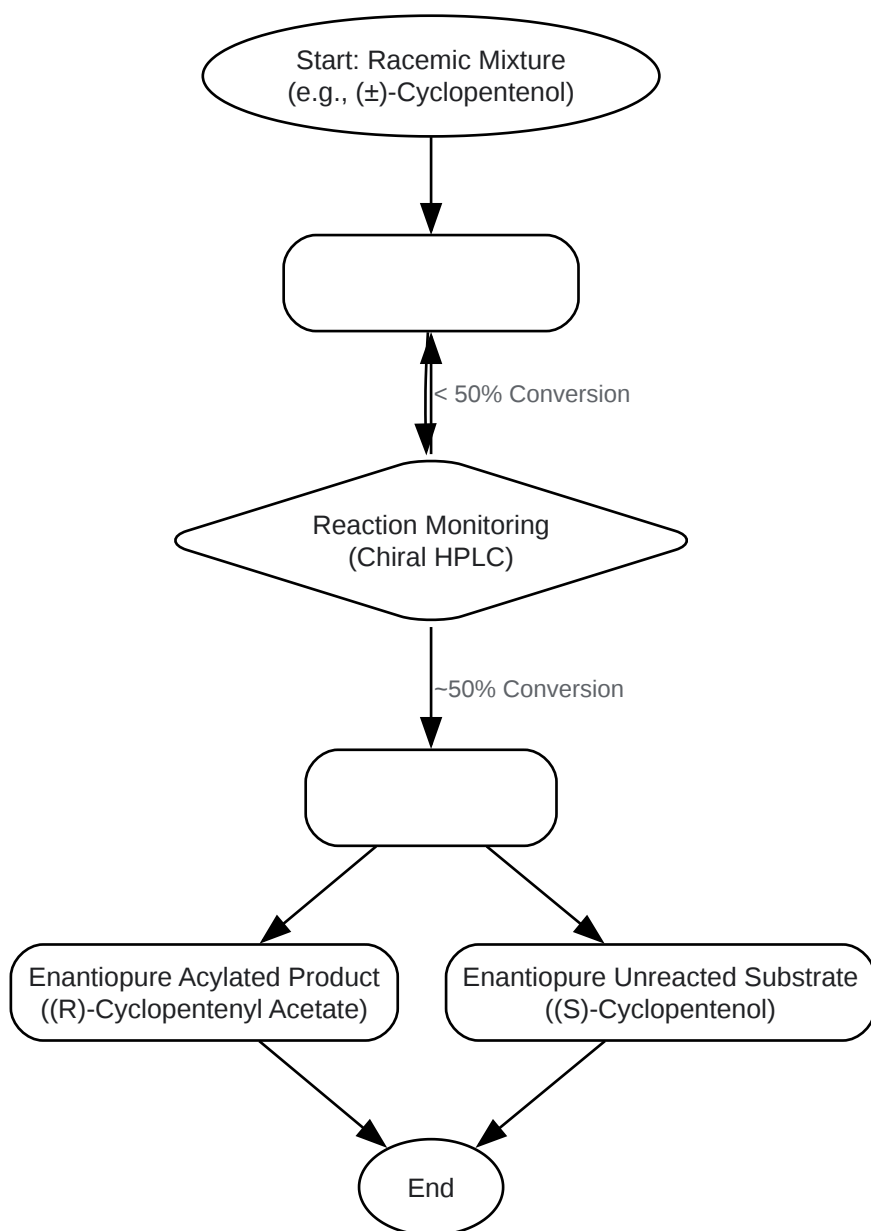 Start: Racemic Mixture
(e.g., (±)-Cyclopentenol)
< 50% Conversion
Reaction Monitoring
(Chiral HPLC)
~50% Conversion
Enantiopure Acylated Product
((R)-Cyclopentenyl Acetate)
Enantiopure Unreacted Substrate
((S)-Cyclopentenol)
End